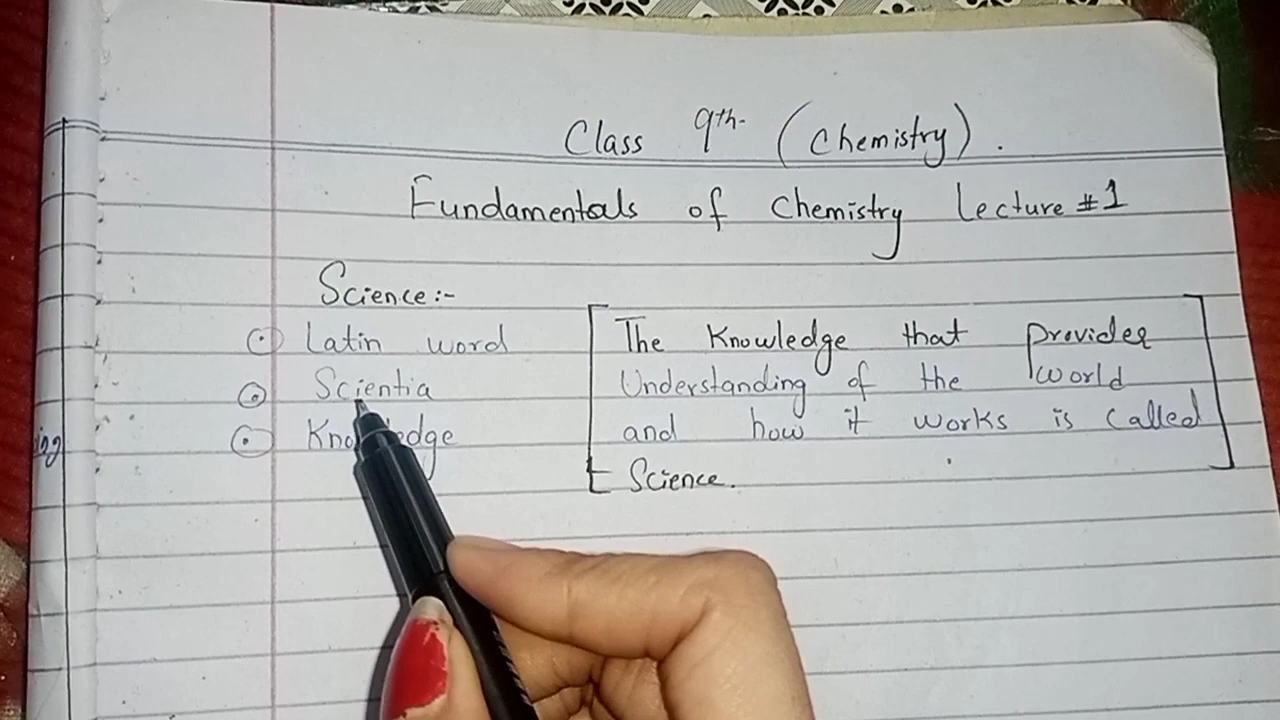 Class 9th. (Chemistry).
Fundamentals of Chemistry Lecture #1
Science:-
Latin word
Scientia
Knowledge
The Knowledge that provides
Understanding of the world
and how it works is called
Science.